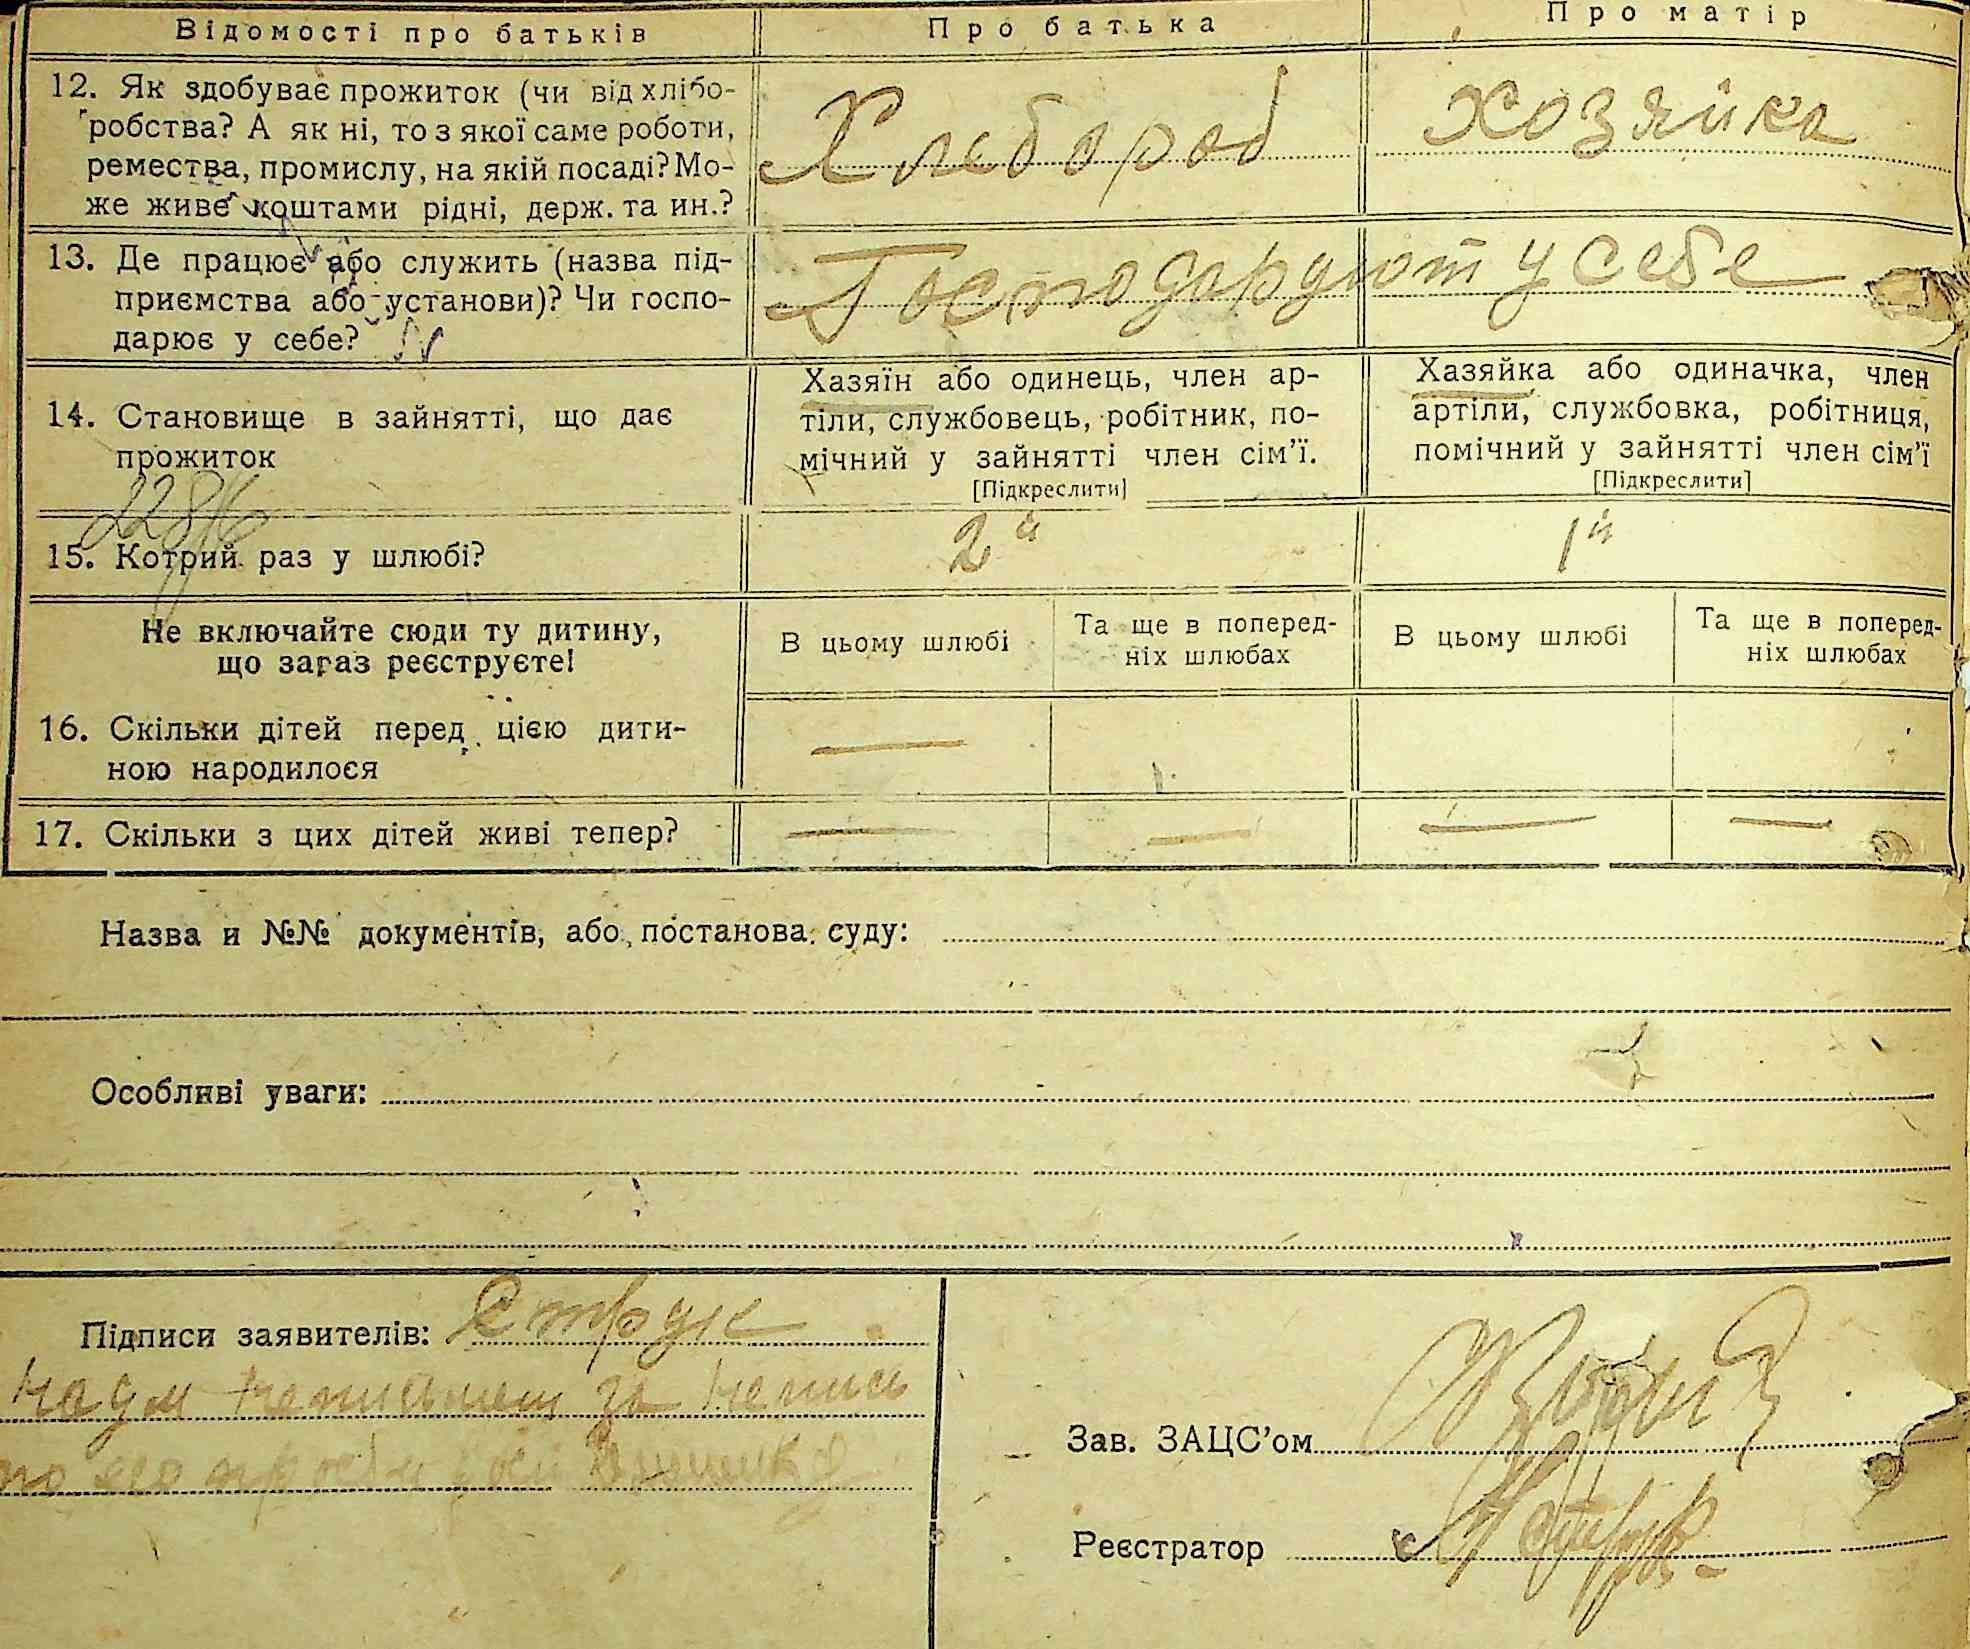 Відомості про батьків
Про батька
Про матір
12. Як здобуває прожиток (чи від хлібо-
робства? А як ні, то з якої саме роботи,
ремества, промислу, на якій посаді? Мо-
же живе коштами рідні, держ. та ин.?
Хлебороб
хозяйка
13. Де працює або служить (назва під-
приємства або установи)? Чи госпо-
дарює у себе?
Господарюют у себе
14. Становище в зайнятті, що дає
прожиток
Хазяїн або одинець, член ар-
тіли, службовець, робітник, по-
мічний у зайнятті член сім'ї.
[Підкреслити]
Хазяйка або одиначка, член
артіли, службовка, робітниця,
помічний у зайнятті член сім'ї
[Підкреслити]
15. Котрий раз у шлюбі?
2й
1й
Не включайте сюди ту дитину,
що зараз реєструєте!
В цьому шлюбі
Та ще в поперед-
ніх шлюбах
В цьому шлюбі
Та ще в поперед-
ніх шлюбах
16. Скільки дітей перед цією дити-
ною народилося
—
17. Скільки з цих дітей живі тепер?
— — — —
Назва и №№ документів, або постанова суду:
Особливі уваги:
Підписи заявителів:
за
Зав. ЗАЦС'ом
Реєстратор